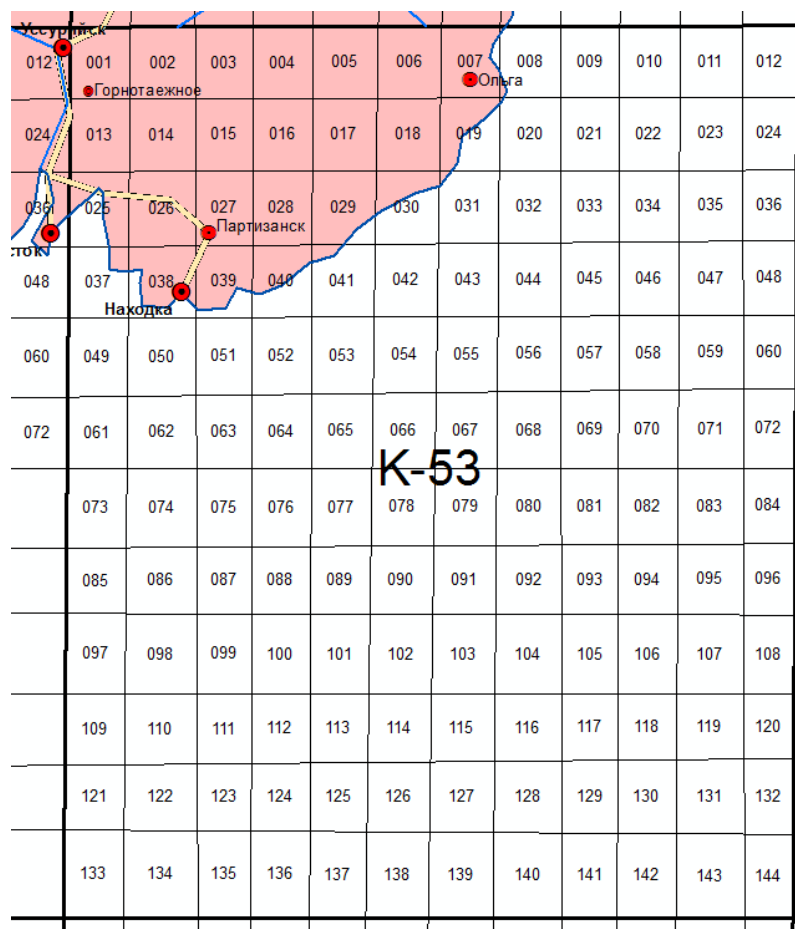 Уссурийск
012 001 002 003 004 005 006 007 008 009 010 011 012
Горнотаежное
Ольга
024 013 014 015 016 017 018 019 020 021 022 023 024
036 025 026 027 028 029 030 031 032 033 034 035 036
Партизанск
сток
048 037 038 039 040 041 042 043 044 045 046 047 048
Находка
060 049 050 051 052 053 054 055 056 057 058 059 060
072 061 062 063 064 065 066 067 068 069 070 071 072
K-53
073 074 075 076 077 078 079 080 081 082 083 084
085 086 087 088 089 090 091 092 093 094 095 096
097 098 099 100 101 102 103 104 105 106 107 108
109 110 111 112 113 114 115 116 117 118 119 120
121 122 123 124 125 126 127 128 129 130 131 132
133 134 135 136 137 138 139 140 141 142 143 144